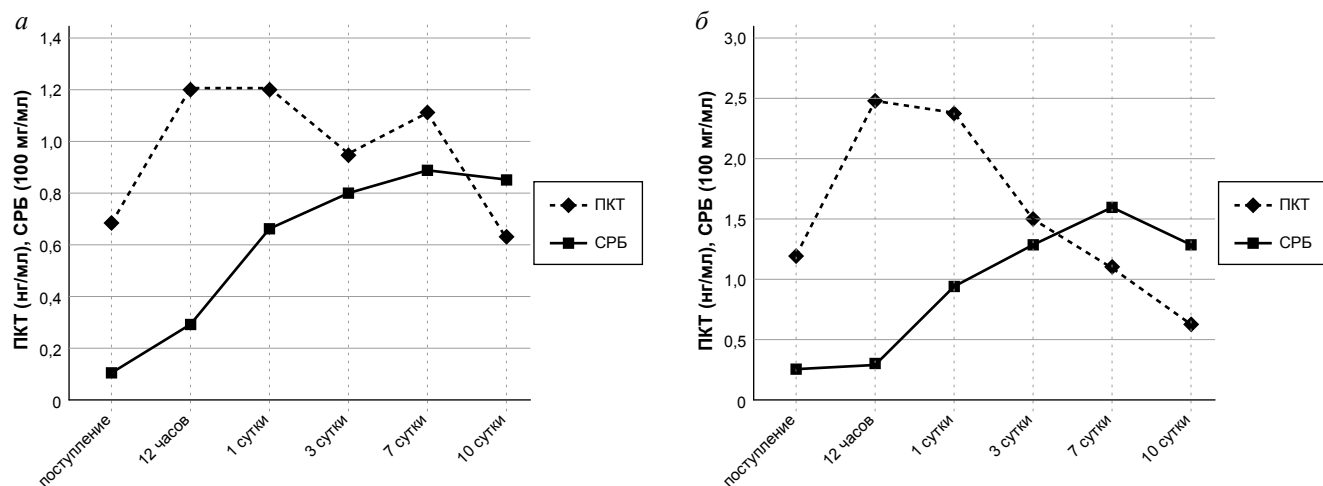 а
1,4
1,2
1,0
0,8
0,6
0,4
0,2
0
ПКТ (нг/мл), СРБ (100 мг/мл)
поступление
12 часов
1 сутки
3 сутки
7 сутки
10 сутки
ПКТ
СРБ
б
3,0
2,5
2,0
1,5
1,0
0,5
0
ПКТ (нг/мл), СРБ (100 мг/мл)
поступление
12 часов
1 сутки
3 сутки
7 сутки
10 сутки
ПКТ
СРБ